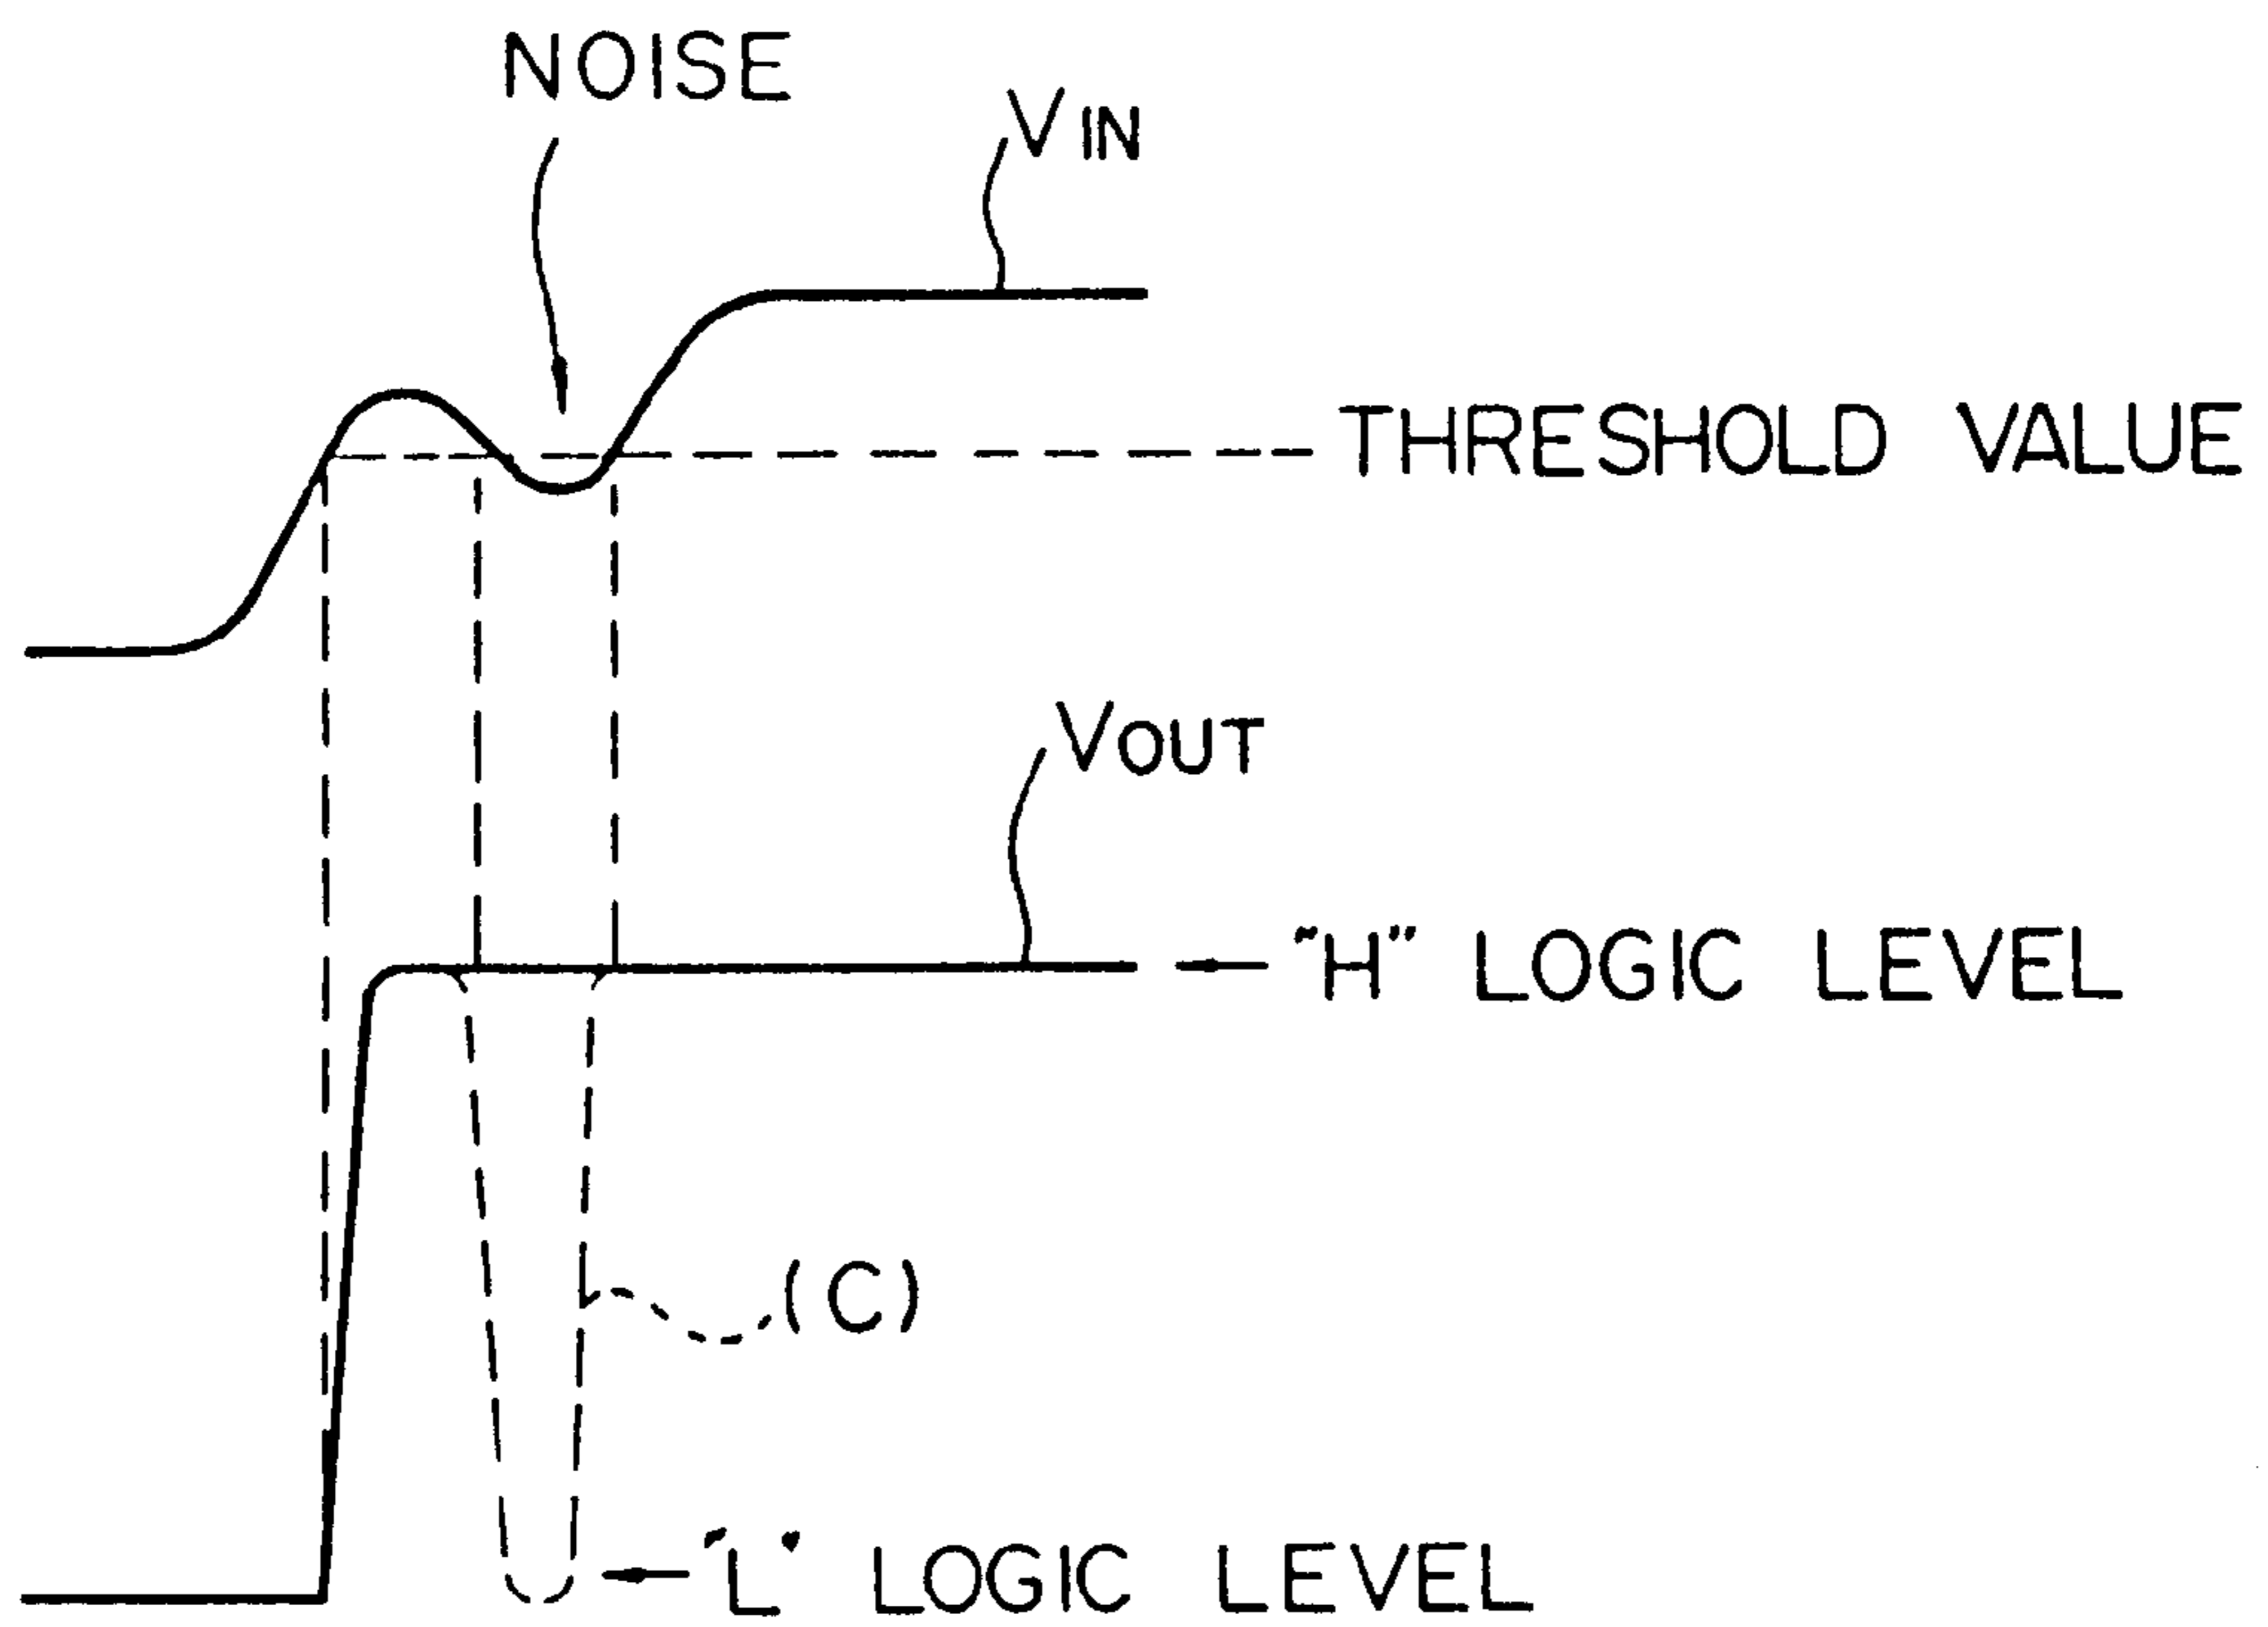 NOISE
VIN
THRESHOLD VALUE
VOUT
"H" LOGIC LEVEL
(C)
"L" LOGIC LEVEL